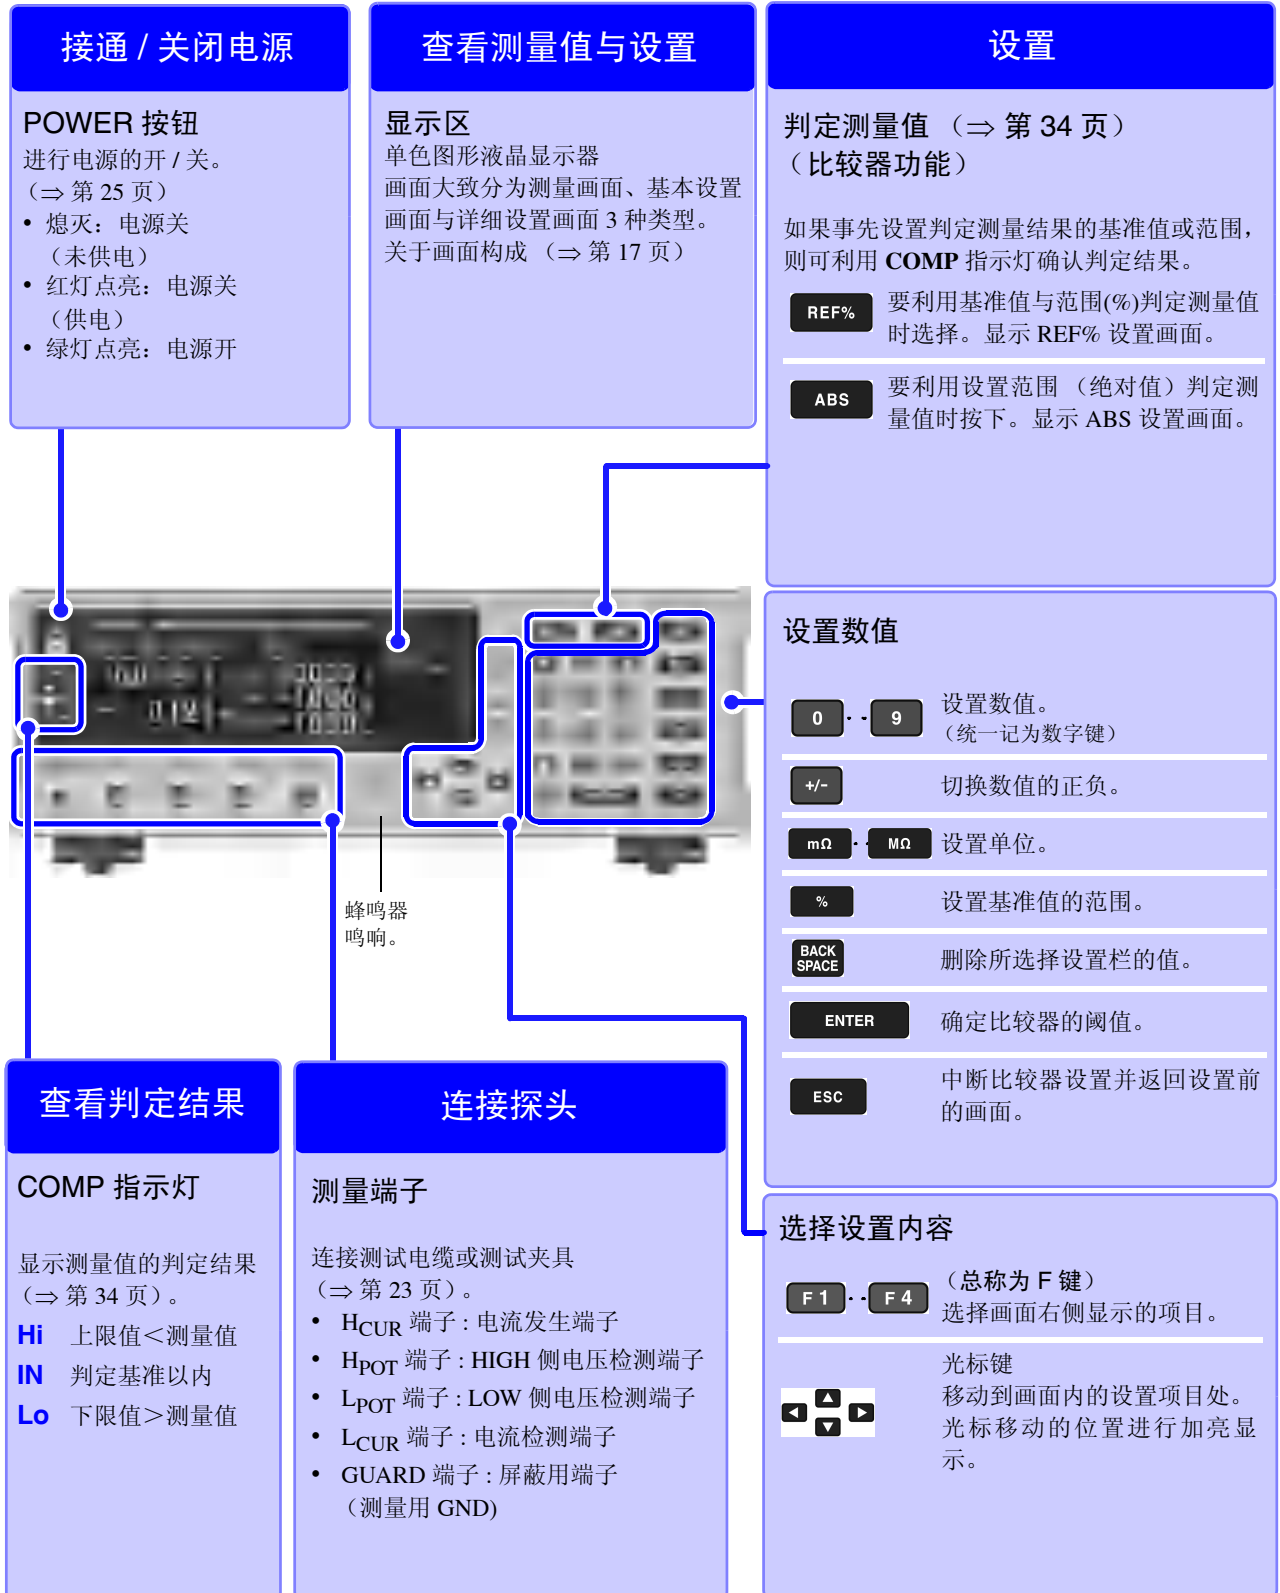 接通 / 关闭电源
POWER 按钮
进行电源的开 / 关。
（⇒ 第 25 页）
• 熄灭：电源关
（未供电）
• 红灯点亮：电源关
（供电）
• 绿灯点亮：电源开
查看测量值与设置
显示区
单色图形液晶显示器
画面大致分为测量画面、基本设置
画面与详细设置画面 3 种类型。
关于画面构成 （⇒ 第 17 页）
设置
判定测量值 （⇒ 第 34 页）
（比较器功能）
如果事先设置判定测量结果的基准值或范围，
则可利用 COMP 指示灯确认判定结果。
REF% 要利用基准值与范围(%)判定测量值
时选择。显示 REF% 设置画面。
ABS 要利用设置范围 （绝对值）判定测
量值时按下。显示 ABS 设置画面。
设置数值
0 · · 9 设置数值。
（统一记为数字键）
+/- 切换数值的正负。
mΩ · · MΩ 设置单位。
% 设置基准值的范围。
BACK
SPACE 删除所选择设置栏的值。
ENTER 确定比较器的阈值。
ESC 中断比较器设置并返回设置前
的画面。
蜂鸣器
鸣响。
查看判定结果
COMP 指示灯
显示测量值的判定结果
（⇒ 第 34 页）。
Hi 上限值＜测量值
IN 判定基准以内
Lo 下限值＞测量值
连接探头
测量端子
连接测试电缆或测试夹具
（⇒ 第 23 页）。
• HCUR 端子 : 电流发生端子
• HPOT 端子 : HIGH 侧电压检测端子
• LPOT 端子 : LOW 侧电压检测端子
• LCUR 端子 : 电流检测端子
• GUARD 端子 : 屏蔽用端子
（测量用 GND)
选择设置内容
F 1 · · F 4 （总称为 F 键）
选择画面右侧显示的项目。
光标键
移动到画面内的设置项目处。
光标移动的位置进行加亮显
示。